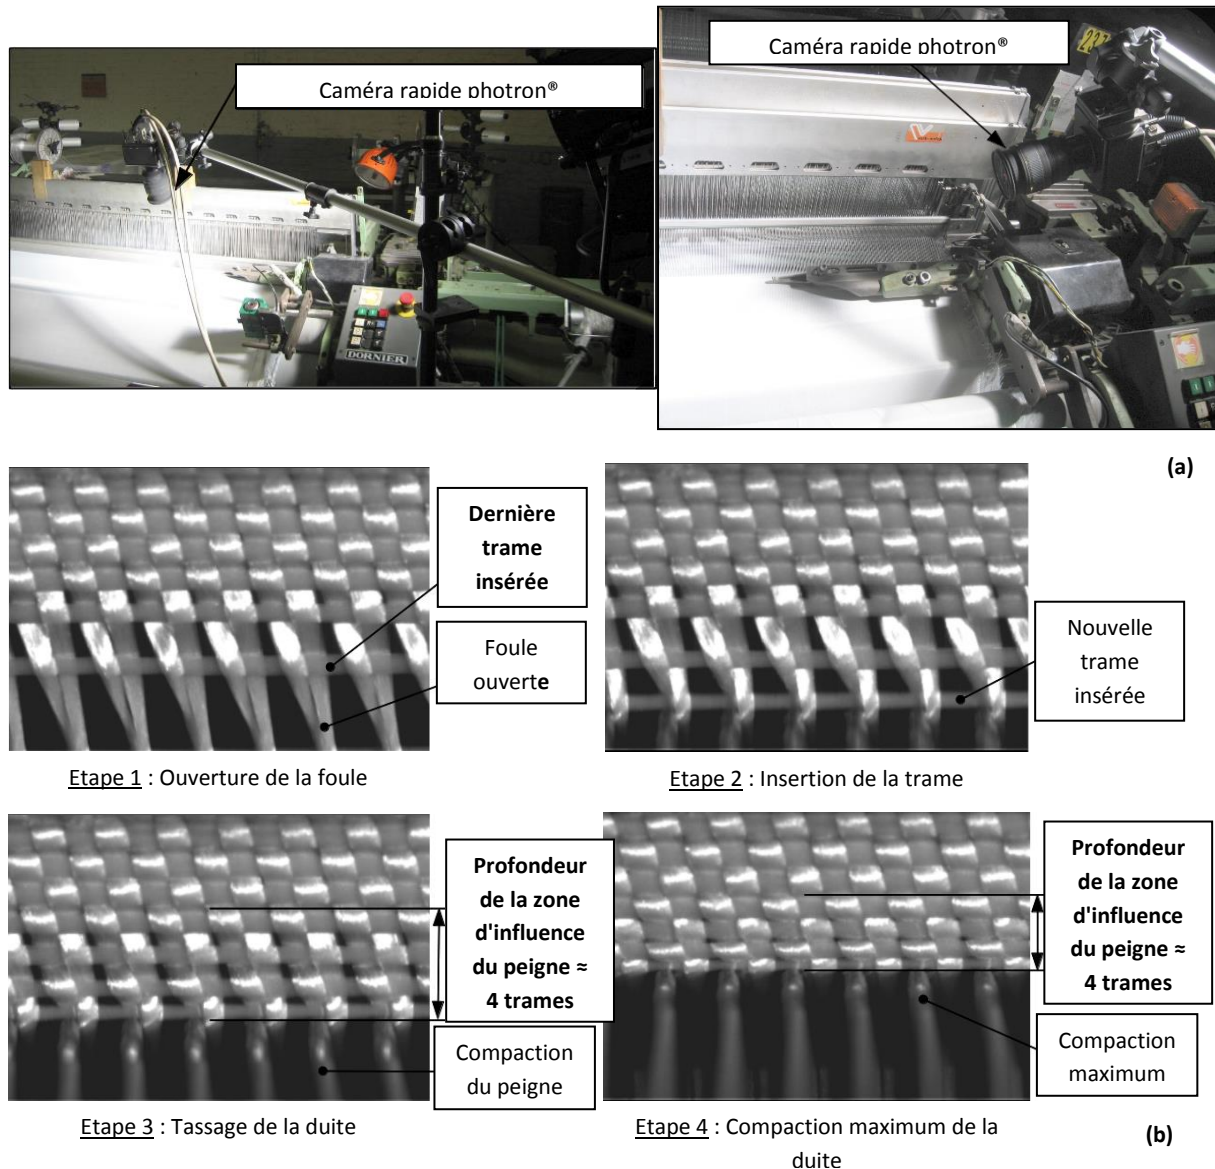 Caméra rapide photron®
Caméra rapide photron®
237
DORNIER
(a)
Dernière
trame
insérée
Foule
ouverte
Nouvelle
trame
insérée
Etape 1 : Ouverture de la foule
Etape 2 : Insertion de la trame
Profondeur
de la zone
d'influence
du peigne ≈
4 trames
Compaction
du peigne
Profondeur
de la zone
d'influence
du peigne ≈
4 trames
Compaction
maximum
Etape 3 : Tassage de la duite
Etape 4 : Compaction maximum de la
duite
(b)